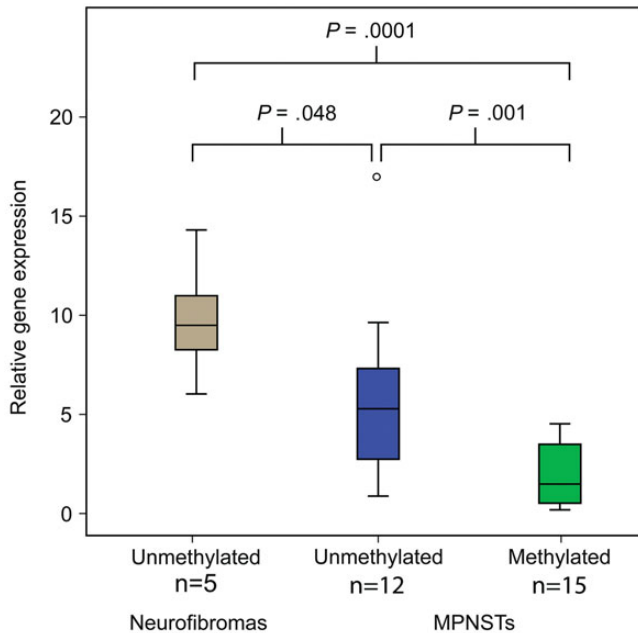 P = .0001
P = .048
P = .001
Relative gene expression
20
15
10
5
0
Unmethylated Unmethylated Methylated
n=5 n=12 n=15
Neurofibromas MPNSTs